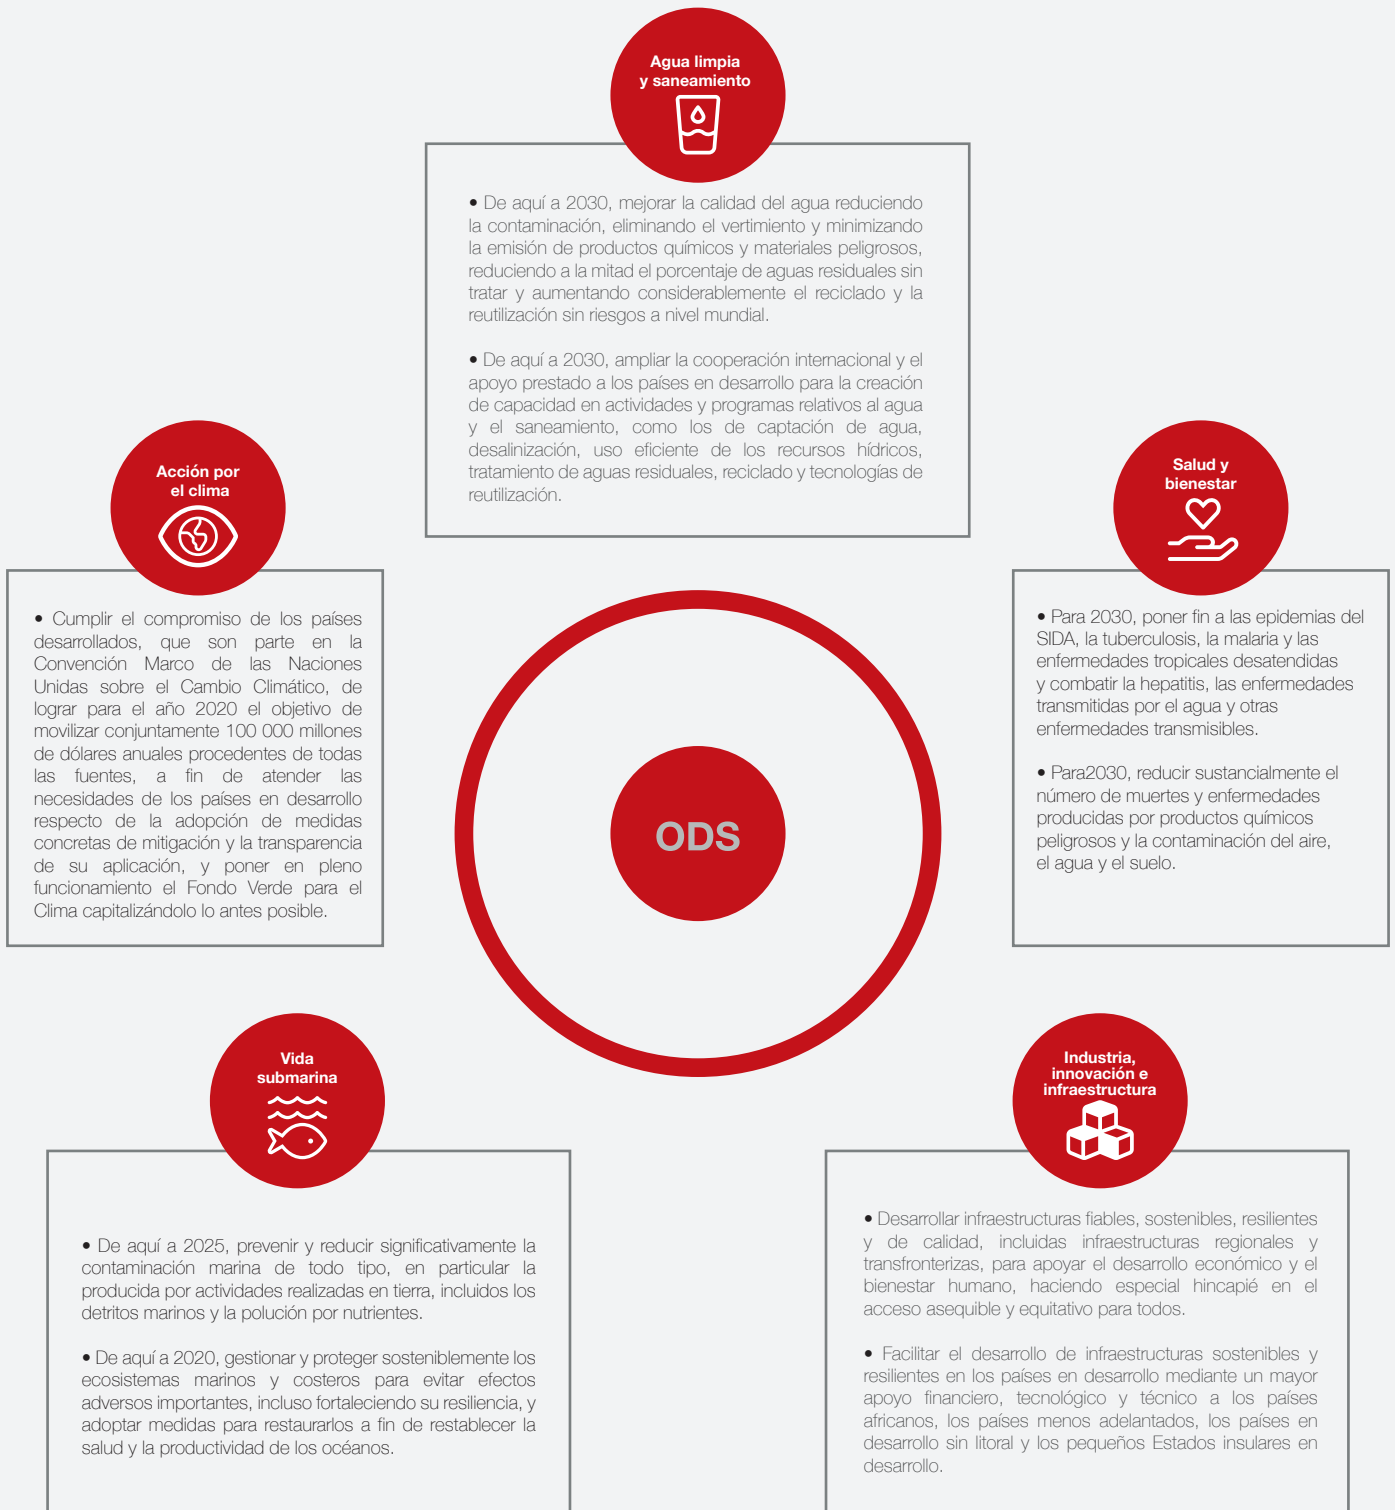 Agua limpia
y saneamiento
• De aquí a 2030, mejorar la calidad del agua reduciendo
la contaminación, eliminando el vertimiento y minimizando
la emisión de productos químicos y materiales peligrosos,
reduciendo a la mitad el porcentaje de aguas residuales sin
tratar y aumentando considerablemente el reciclado y la
reutilización sin riesgos a nivel mundial.
• De aquí a 2030, ampliar la cooperación internacional y el
apoyo prestado a los países en desarrollo para la creación
de capacidad en actividades y programas relativos al agua
y el saneamiento, como los de captación de agua,
desalinización, uso eficiente de los recursos hídricos,
tratamiento de aguas residuales, reciclado y tecnologías de
reutilización.
Acción por
el clima
• Cumplir el compromiso de los países
desarrollados, que son parte en la
Convención Marco de las Naciones
Unidas sobre el Cambio Climático, de
lograr para el año 2020 el objetivo de
movilizar conjuntamente 100 000 millones
de dólares anuales procedentes de todas
las fuentes, a fin de atender las
necesidades de los países en desarrollo
respecto de la adopción de medidas
concretas de mitigación y la transparencia
de su aplicación, y poner en pleno
funcionamiento el Fondo Verde para el
Clima capitalizándolo lo antes posible.
ODS
Salud y
bienestar
• Para 2030, poner fin a las epidemias del
SIDA, la tuberculosis, la malaria y las
enfermedades tropicales desatendidas
y combatir la hepatitis, las enfermedades
transmitidas por el agua y otras
enfermedades transmisibles.
• Para2030, reducir sustancialmente el
número de muertes y enfermedades
producidas por productos químicos
peligrosos y la contaminación del aire,
el agua y el suelo.
Vida
submarina
• De aquí a 2025, prevenir y reducir significativamente la
contaminación marina de todo tipo, en particular la
producida por actividades realizadas en tierra, incluidos los
detritos marinos y la polución por nutrientes.
• De aquí a 2020, gestionar y proteger sosteniblemente los
ecosistemas marinos y costeros para evitar efectos
adversos importantes, incluso fortaleciendo su resiliencia, y
adoptar medidas para restaurarlos a fin de restablecer la
salud y la productividad de los océanos.
Industria,
innovación e
infraestructura
• Desarrollar infraestructuras fiables, sostenibles, resilientes
y de calidad, incluidas infraestructuras regionales y
transfronterizas, para apoyar el desarrollo económico y el
bienestar humano, haciendo especial hincapié en el
acceso asequible y equitativo para todos.
• Facilitar el desarrollo de infraestructuras sostenibles y
resilientes en los países en desarrollo mediante un mayor
apoyo financiero, tecnológico y técnico a los países
africanos, los países menos adelantados, los países en
desarrollo sin litoral y los pequeños Estados insulares en
desarrollo.